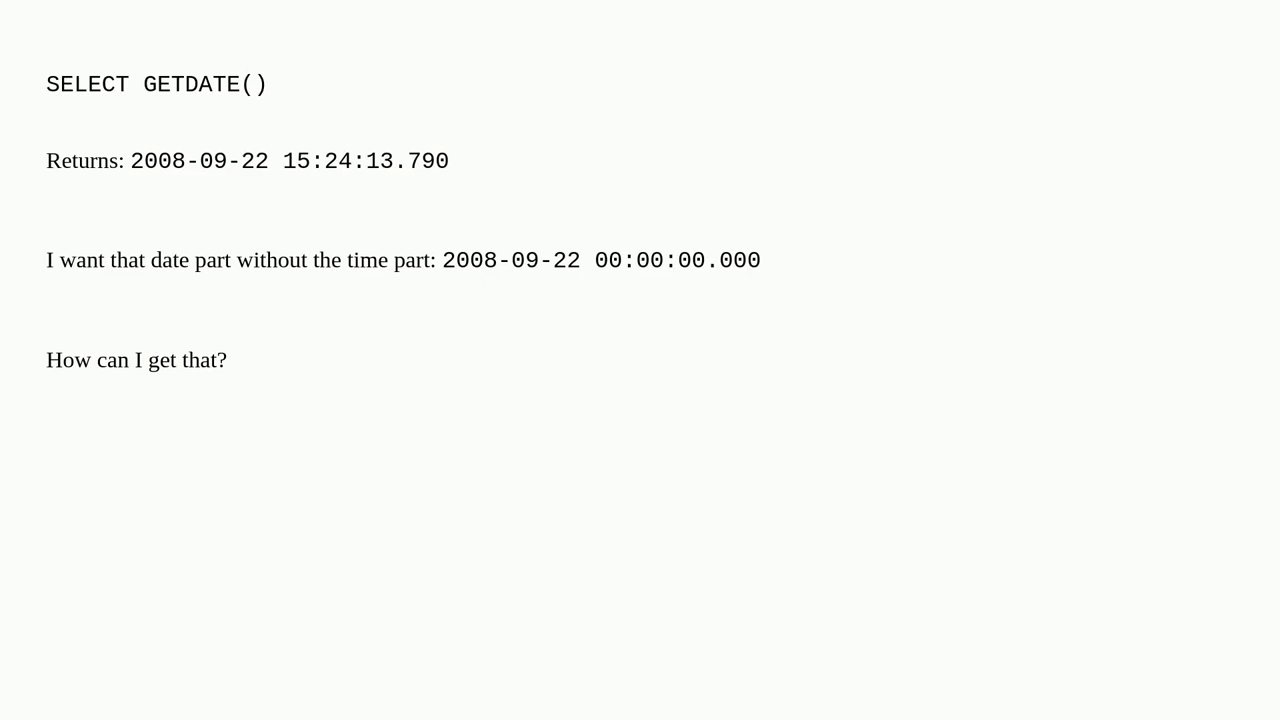 SELECT GETDATE()
Returns: 2008-09-22 15:24:13.790
I want that date part without the time part: 2008-09-22 00:00:00.000
How can I get that?